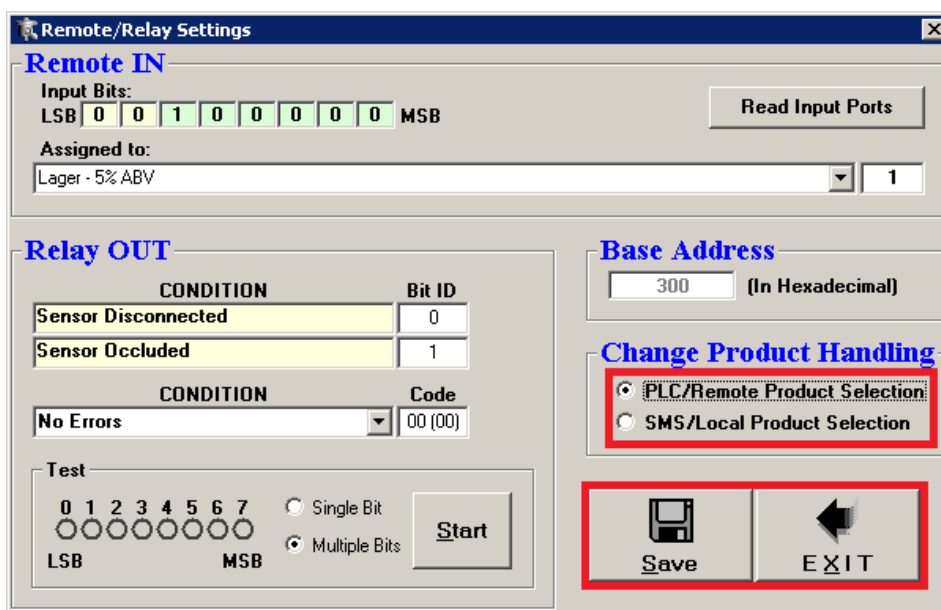 Remote/Relay Settings
Remote IN
Input Bits:
LSB 0 0 1 0 0 0 0 0 MSB
Read Input Ports
Assigned to:
Lager - 5% ABV 1
Relay OUT
CONDITION Bit ID
Sensor Disconnected 0
Sensor Occluded 1
CONDITION Code
No Errors 00 (00)
Test
0 1 2 3 4 5 6 7
LSB MSB
Single Bit
Multiple Bits
Start
Base Address
300 (In Hexadecimal)
Change Product Handling
PLC/Remote Product Selection
SMS/Local Product Selection
Save
EXIT